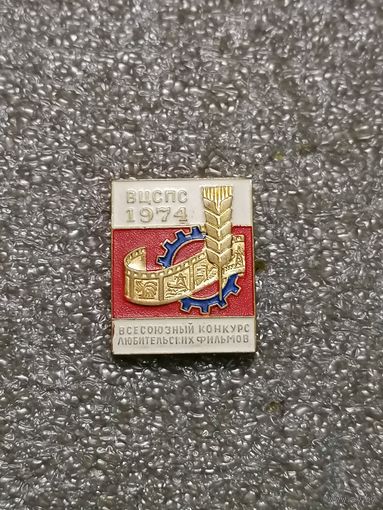 ВЦСПС
1974
ВСЕСОЮЗНЫЙ КОНКУРС
ЛЮБИТЕЛЬСКИХ ФИЛЬМОВ